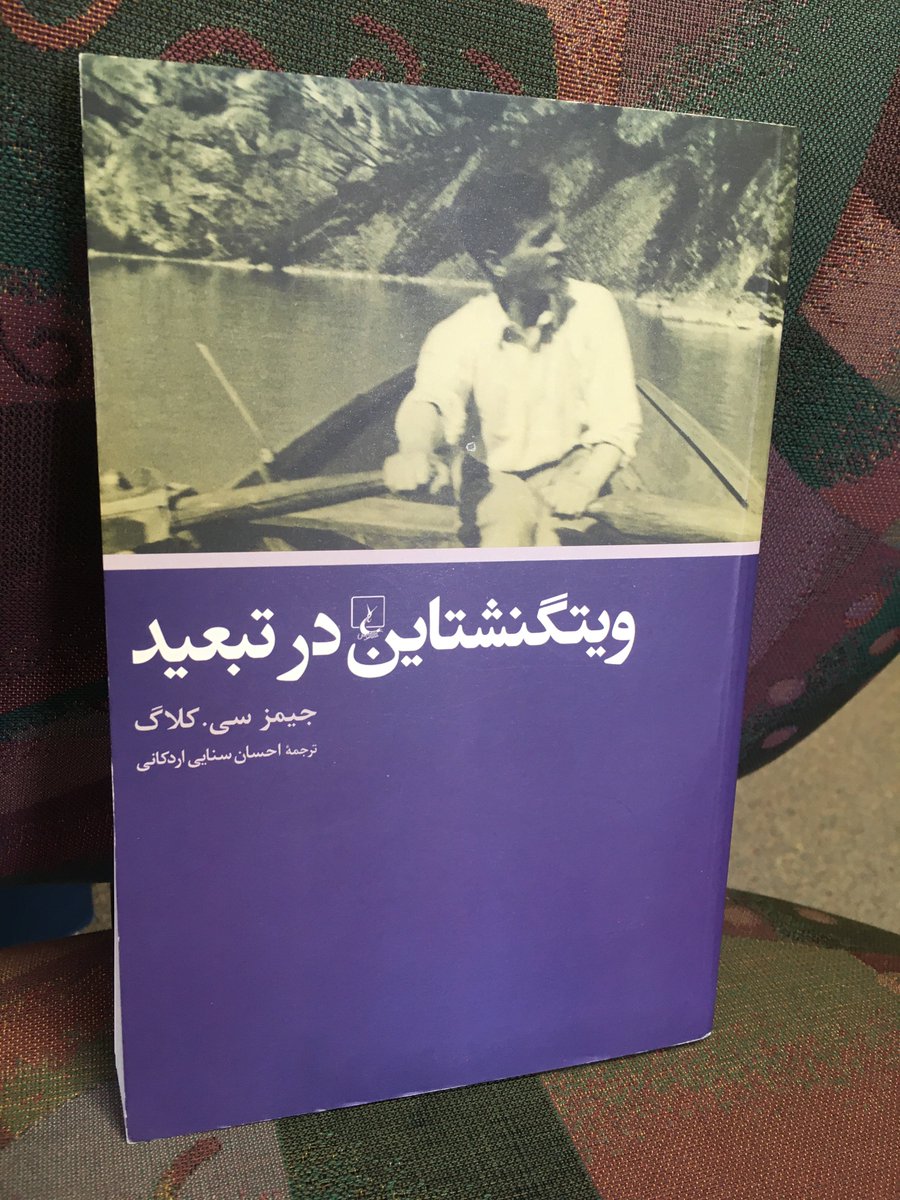 ویتگنشتاین در تبعید
جیمز سی. کلاگ
ترجمهٔ احسان سنایی اردکانی